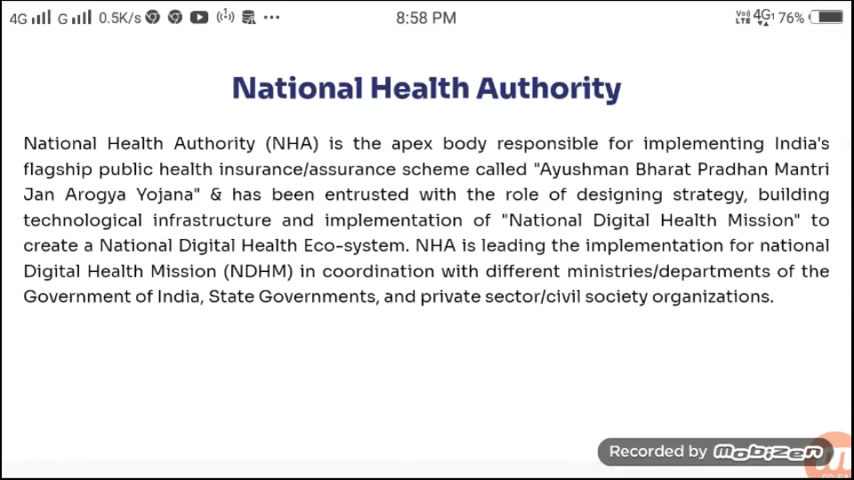 4G G 0.5K/s 8:58 PM VoD LTE 4G1 76%
National Health Authority
National Health Authority (NHA) is the apex body responsible for implementing India's
flagship public health insurance/assurance scheme called "Ayushman Bharat Pradhan Mantri
Jan Arogya Yojana" & has been entrusted with the role of designing strategy, building
technological infrastructure and implementation of "National Digital Health Mission" to
create a National Digital Health Eco-system. NHA is leading the implementation for national
Digital Health Mission (NDHM) in coordination with different ministries/departments of the
Government of India, State Governments, and private sector/civil society organizations.
Recorded by mobizen